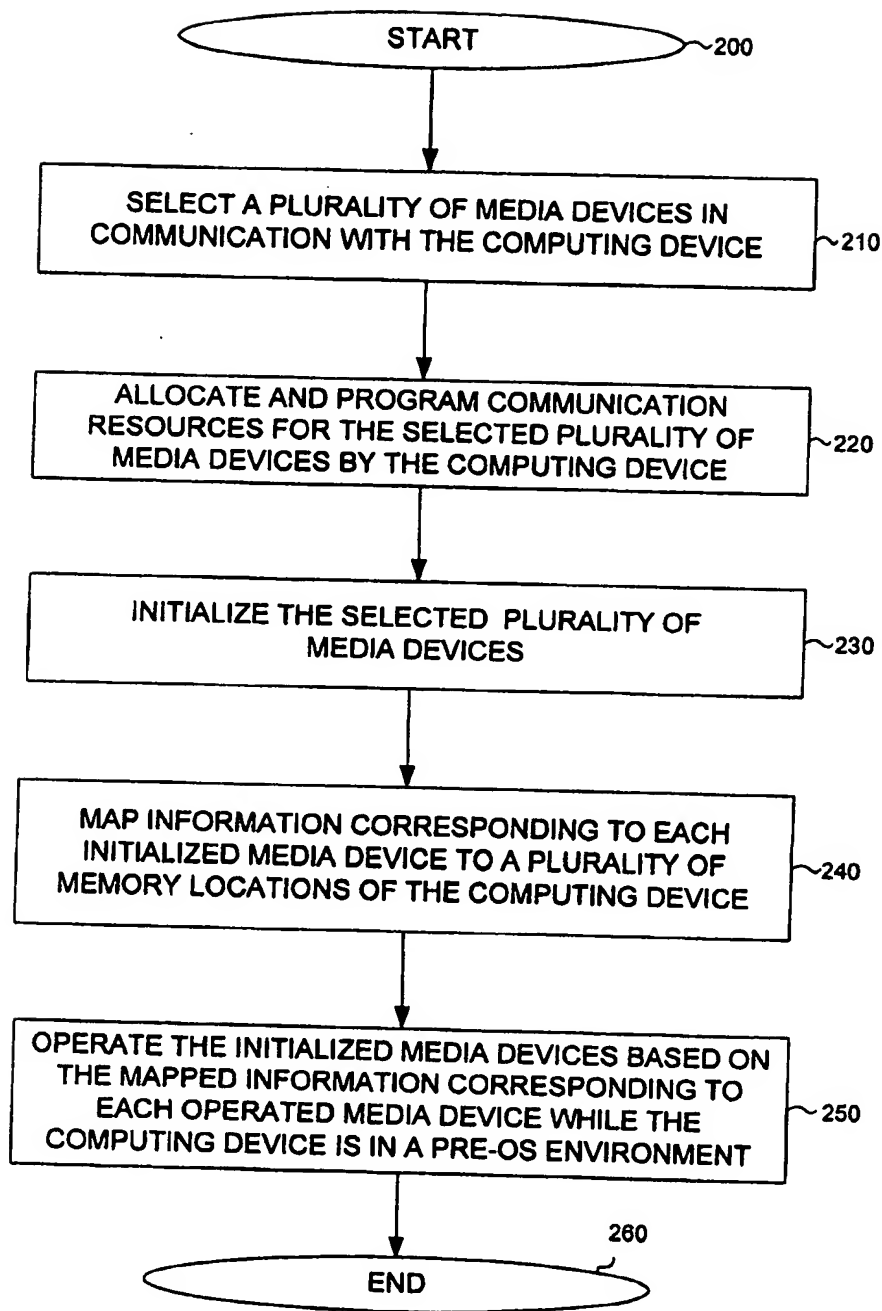 START
200
SELECT A PLURALITY OF MEDIA DEVICES IN
COMMUNICATION WITH THE COMPUTING DEVICE
210
ALLOCATE AND PROGRAM COMMUNICATION
RESOURCES FOR THE SELECTED PLURALITY OF
MEDIA DEVICES BY THE COMPUTING DEVICE
220
INITIALIZE THE SELECTED PLURALITY OF
MEDIA DEVICES
230
MAP INFORMATION CORRESPONDING TO EACH
INITIALIZED MEDIA DEVICE TO A PLURALITY OF
MEMORY LOCATIONS OF THE COMPUTING DEVICE
240
OPERATE THE INITIALIZED MEDIA DEVICES BASED ON
THE MAPPED INFORMATION CORRESPONDING TO
EACH OPERATED MEDIA DEVICE WHILE THE
COMPUTING DEVICE IS IN A PRE-OS ENVIRONMENT
250
260
END